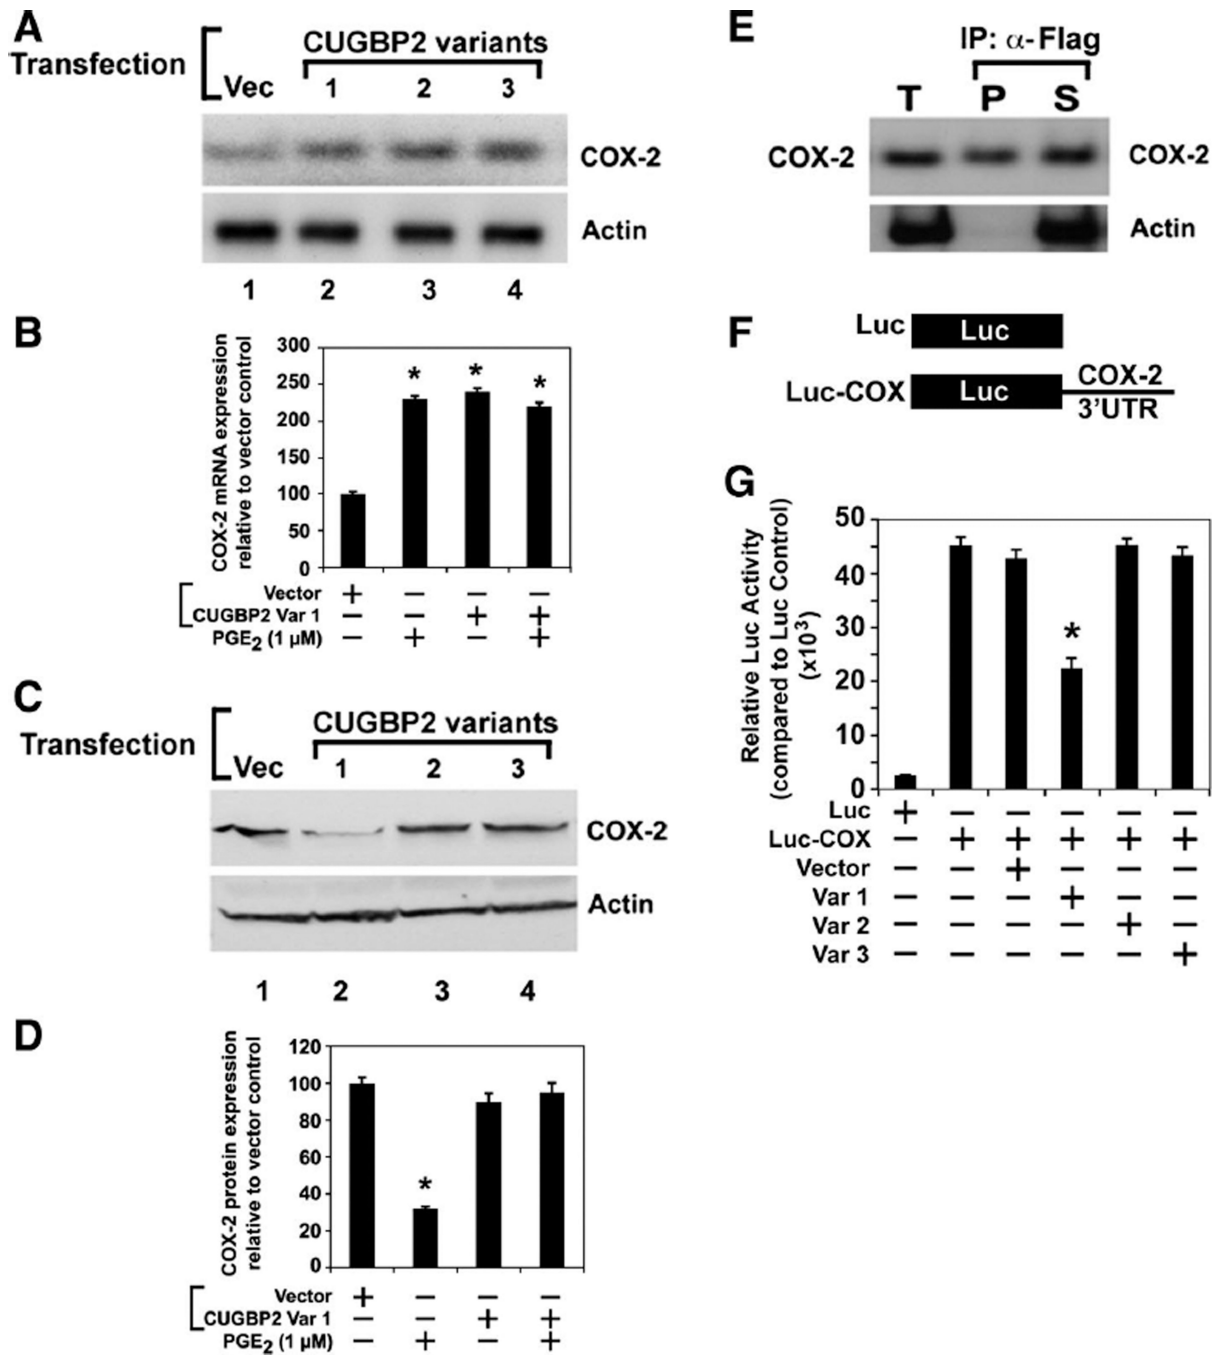 A
Transfection
CUGBP2 variants
Vec 1 2 3
COX-2
Actin
1 2 3 4
B
COX-2 mRNA expression
relative to vector control
300
250
200
150
100
50
0
* * *
Vector + – – –
CUGBP2 Var 1 – – + +
PGE2 (1 µM) – + – +
C
Transfection
CUGBP2 variants
Vec 1 2 3
COX-2
Actin
1 2 3 4
D
COX-2 protein expression
relative to vector control
120
100
80
60
40
20
0
*
Vector + – – –
CUGBP2 Var 1 – – + +
PGE2 (1 µM) – + – +
E
IP: α-Flag
T P S
COX-2 COX-2
Actin
F
Luc Luc
Luc-COX Luc COX-2
3'UTR
G
Relative Luc Activity
(compared to Luc Control)
(x10³)
50
40
30
20
10
0
*
Luc + – – – – –
Luc-COX – + + + + +
Vector – – + – – –
Var 1 – – – + – –
Var 2 – – – – + –
Var 3 – – – – – +